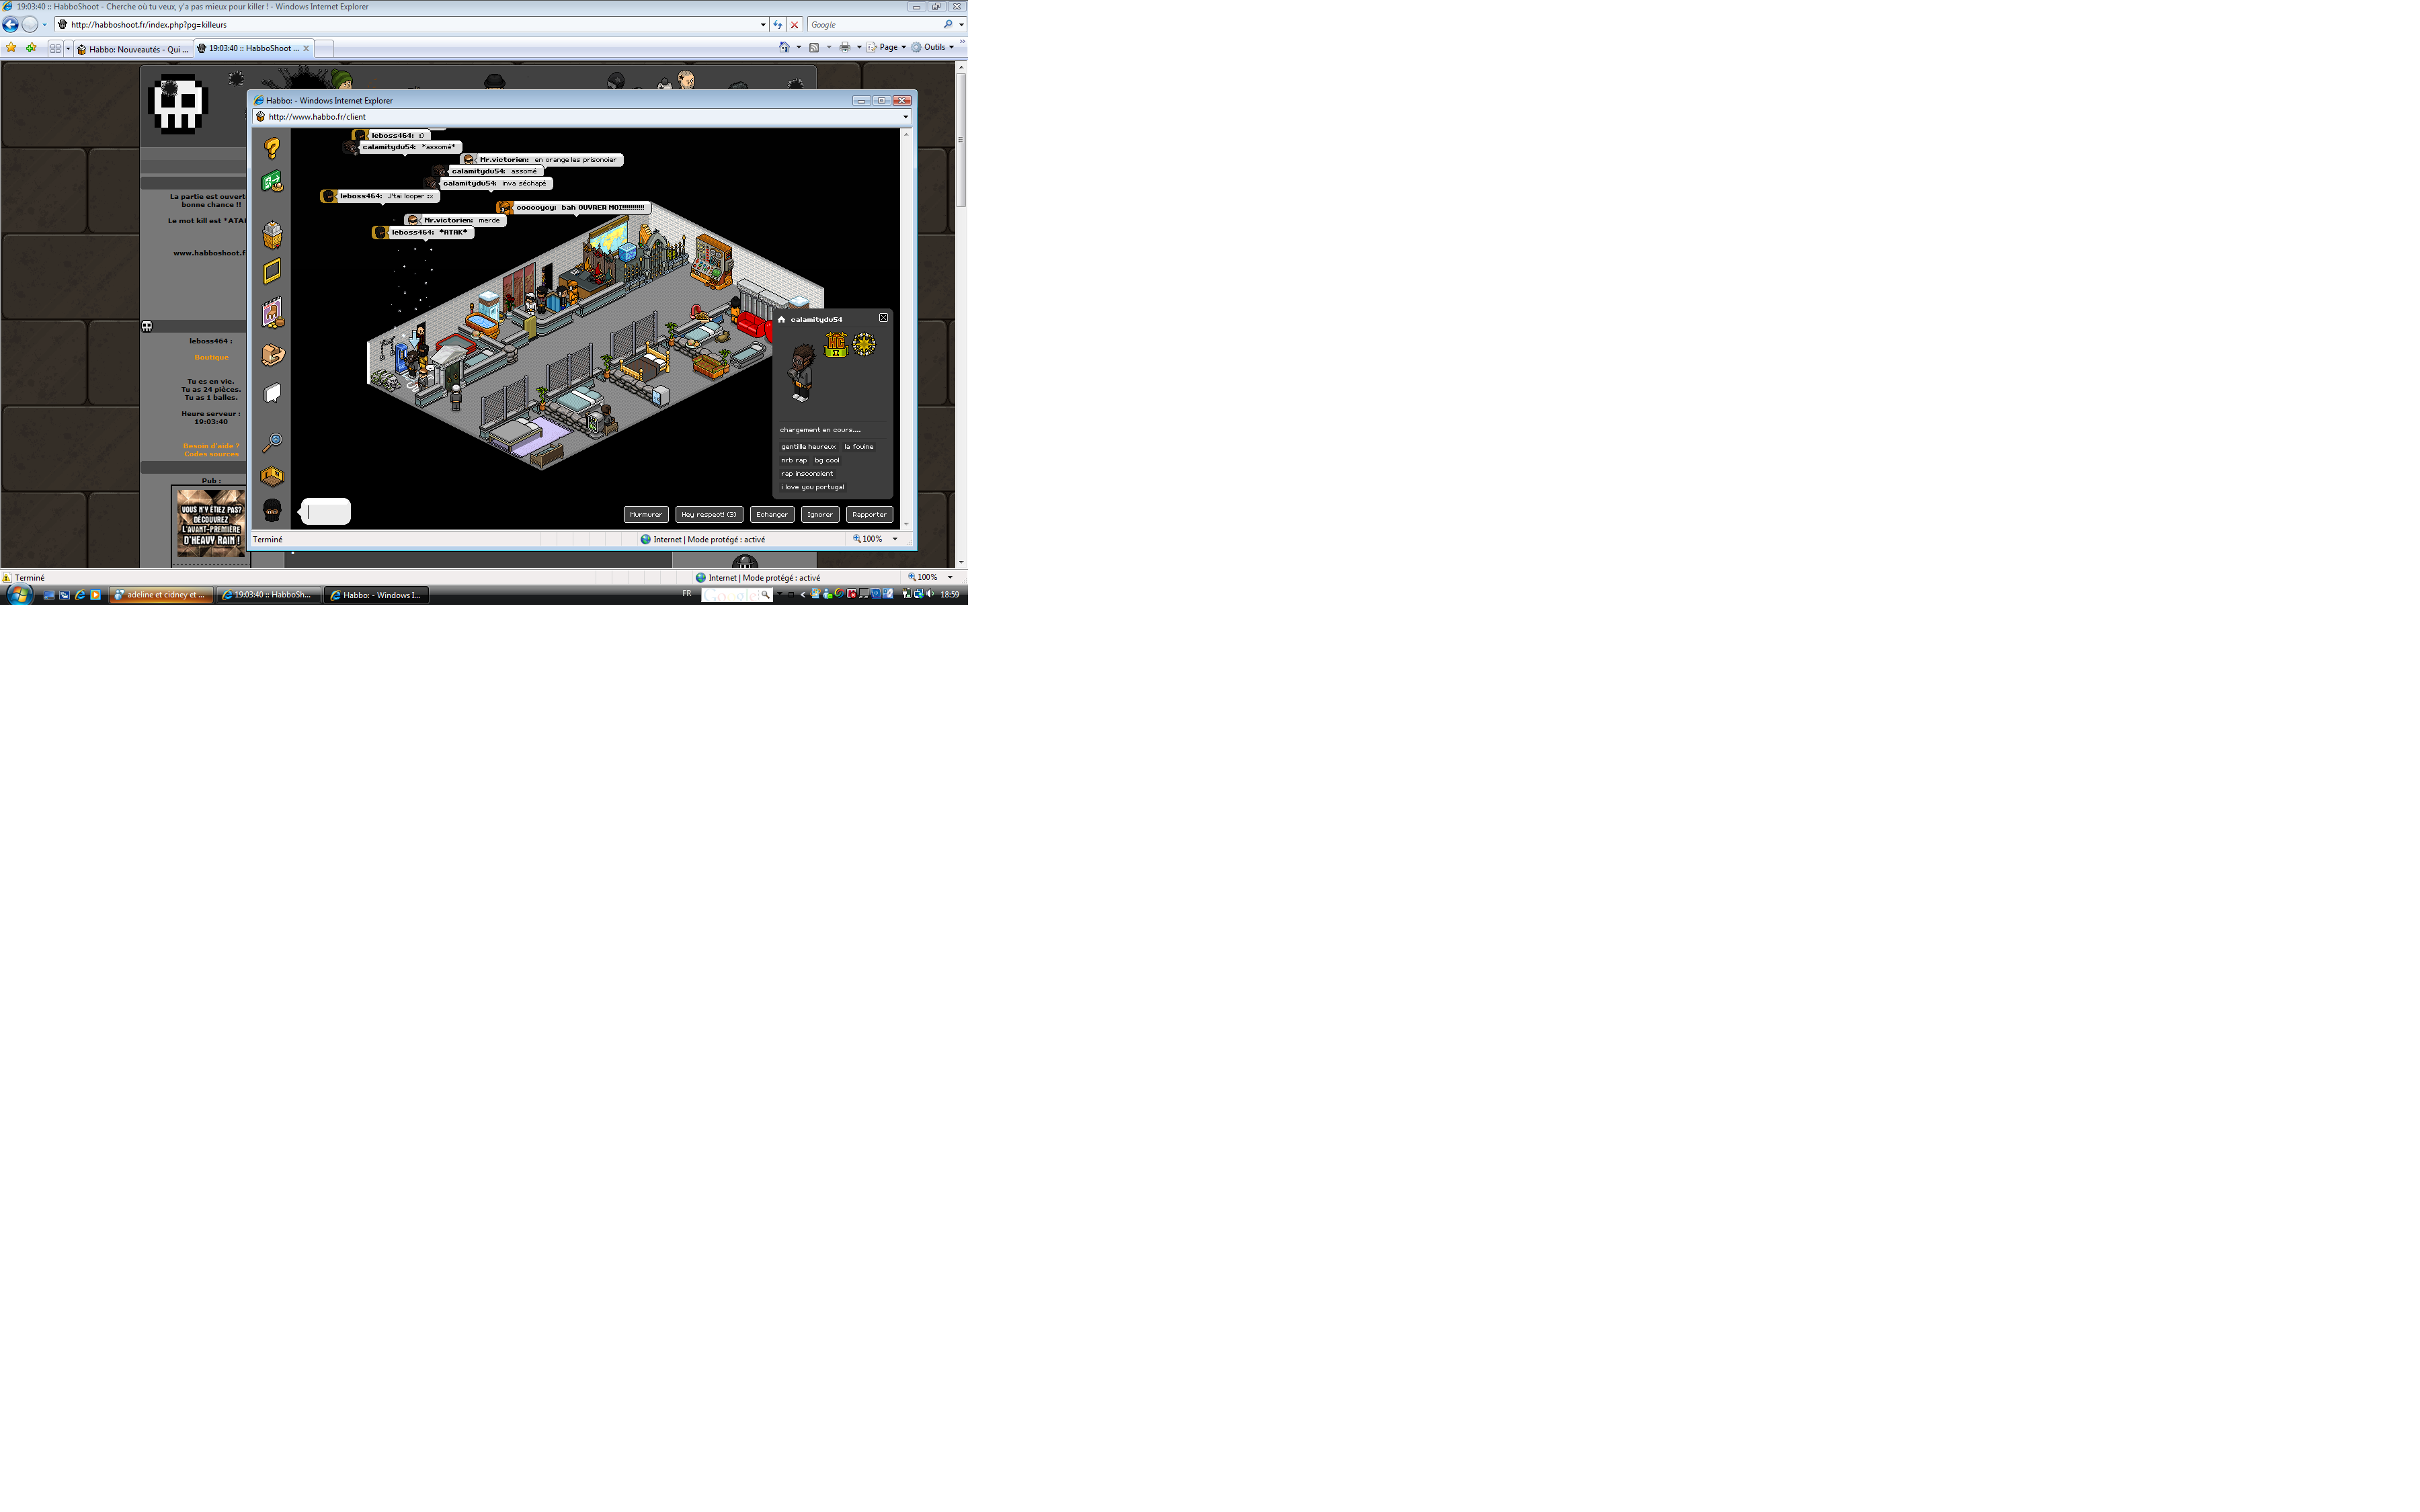 19:03:40 :: HabboShoot - Cherche où tu veux, y'a pas mieux pour killer ! - Windows Internet Explorer
http://habboshoot.fr/index.php?pg=killeurs
Google
Habbo: Nouveautés - Qui ...
19:03:40 :: HabboShoot ...
Page
Outils
La partie est ouvert
bonne chance !!
Le mot kill est *ATA
www.habboshoot.f
leboss464 :
Boutique
Tu es en vie.
Tu as 24 pièces.
Tu as 1 balles.
Heure serveur :
19:03:40
Besoin d'aide ?
Codes sources
Pub :
VOUS N'Y ÉTIEZ PAS?
DÉCOUVREZ
L'AVANT-PREMIÈRE
D'HEAVY RAIN !
Habbo: - Windows Internet Explorer
http://www.habbo.fr/client
leboss464: :O
calamitydu54: *assomé*
Mr.victorien: en orange les prisonoier
calamitydu54: assomé
calamitydu54: inva séchapé
leboss464: J'tai looper :x
cococycy: bah OUVRER MOI!!!!!!!!!!!!!
Mr.victorien: merde
leboss464: *ATAK*
calamitydu54
HC
chargement en cours....
gentille heureux la fouine
nrb rap bg cool
rap insconcient
i love you portugal
Murmurer
Hey respect! (3)
Echanger
Ignorer
Rapporter
Terminé
Internet | Mode protégé : activé
100%
Terminé
Internet | Mode protégé : activé
100%
adeline et cidney et ...
19:03:40 :: HabboSh...
Habbo: - Windows I...
FR
18:59